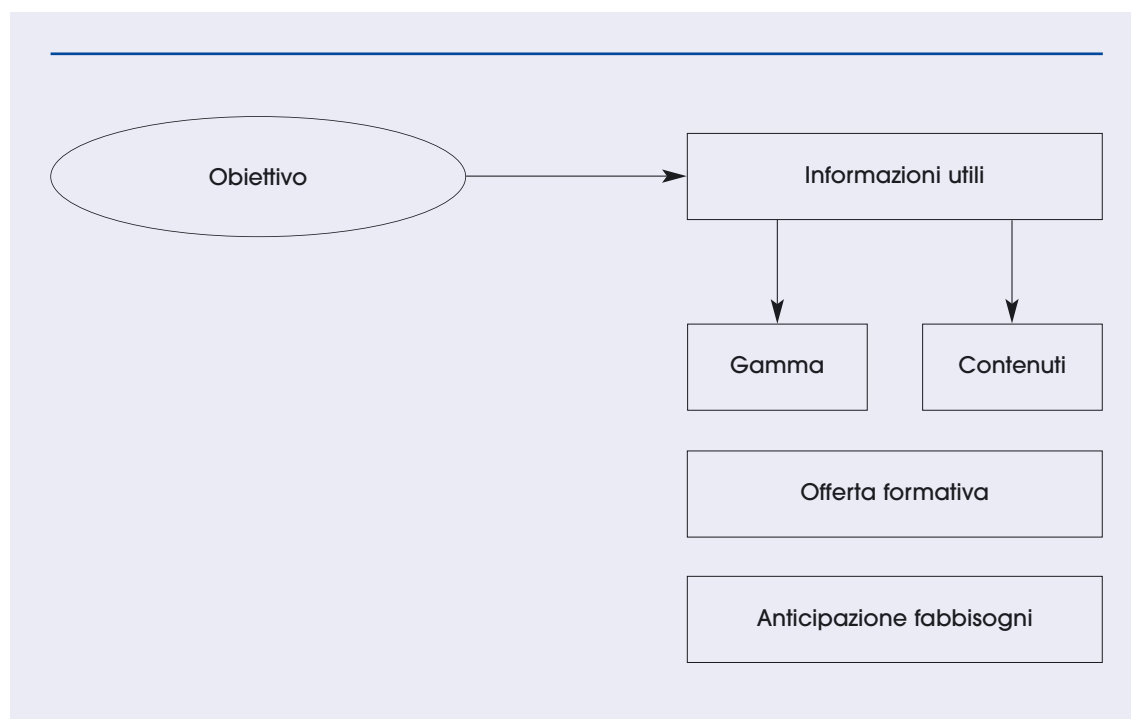 Obiettivo
Informazioni utili
Gamma
Contenuti
Offerta formativa
Anticipazione fabbisogni